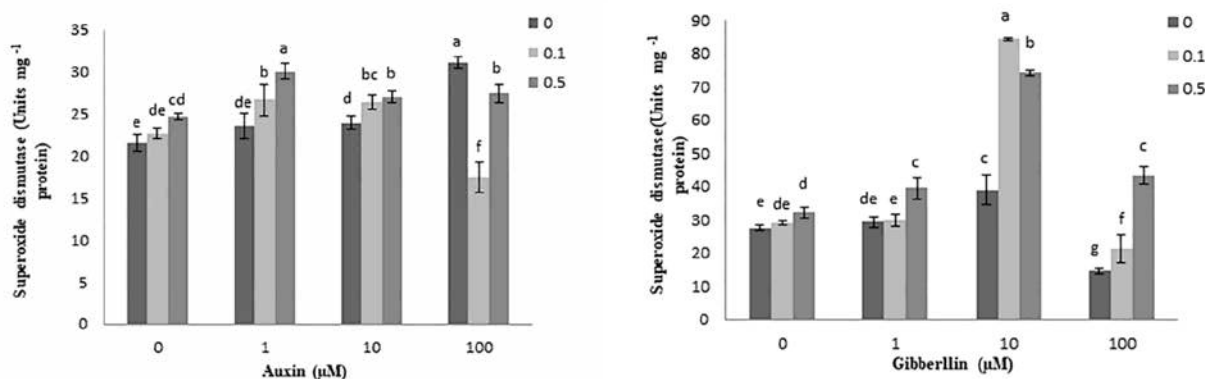 Superoxide dismutase (Units mg -1
protein)
35
30
25
20
15
10
5
0
e de cd
de b a
d bc b
a f b
0 1 10 100
Auxin (µM)
0
0.1
0.5
Superoxide dismutase(Units mg -1
protein)
90
80
70
60
50
40
30
20
10
0
e de d
de e c
c a b
g f c
0 1 10 100
Gibberllin (µM)
0
0.1
0.5